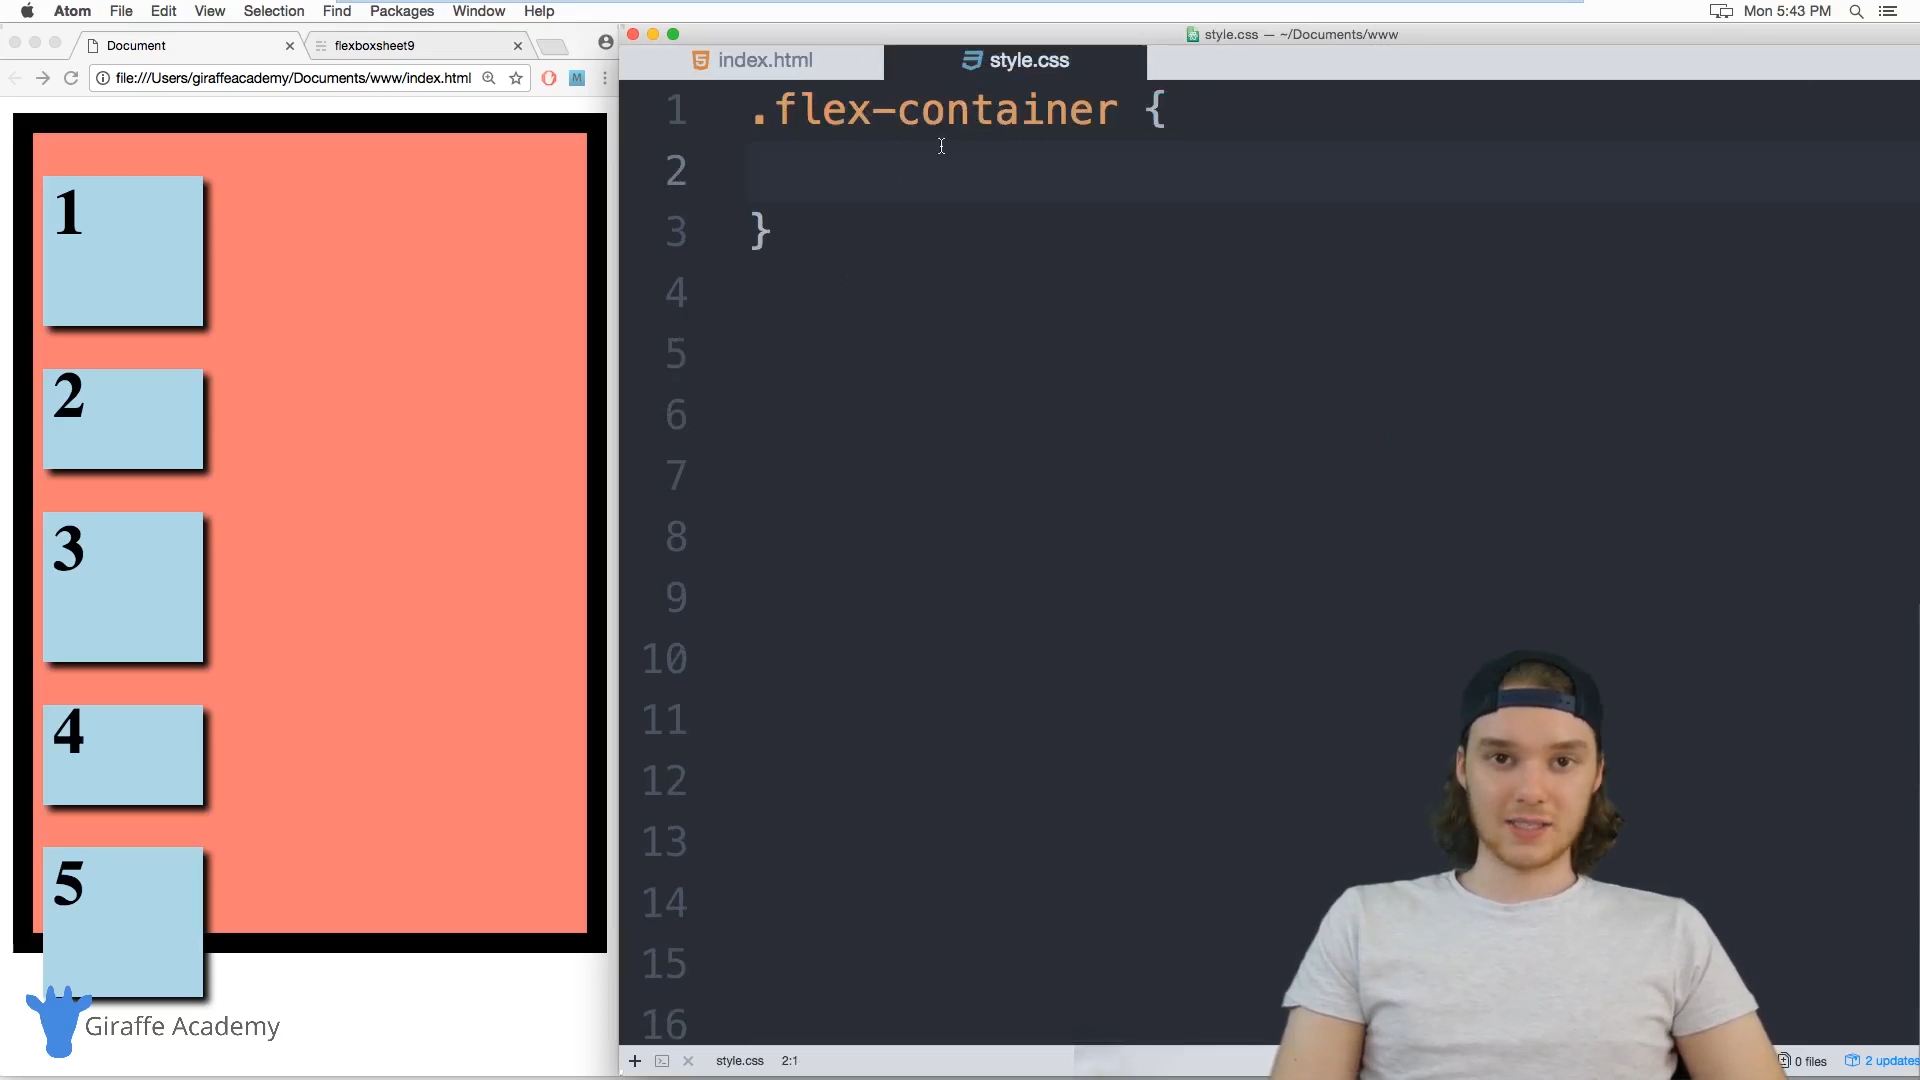 Atom File Edit View Selection Find Packages Window Help
Mon 5:43 PM
Document
flexboxsheet9
style.css — ~/Documents/www
file:///Users/giraffeacademy/Documents/www/index.html
M
index.html
style.css
1 .flex-container {
2
3 }
4
5
6
7
8
9
10
11
12
13
14
15
16
1
2
3
4
5
Giraffe Academy
style.css 2:1
0 files
2 updates